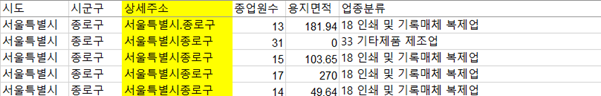 시도 시군구 상세주소 종업원수 용지면적 업종분류
서울특별시 종로구 서울특별시.종로구 13 181.94 18 인쇄 및 기록매체 복제업
서울특별시 종로구 서울특별시종로구 31 0 33 기타제품 제조업
서울특별시 종로구 서울특별시종로구 15 103.65 18 인쇄 및 기록매체 복제업
서울특별시 종로구 서울특별시종로구 17 270 18 인쇄 및 기록매체 복제업
서울특별시 종로구 서울특별시종로구 14 49.64 18 인쇄 및 기록매체 복제업